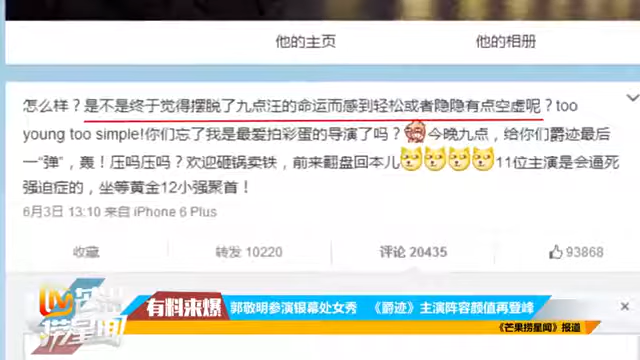 他的主页
他的相册
怎么样？是不是终于觉得摆脱了九点汪的命运而感到轻松或者隐隐有点空虚呢？too
young too simple!你们忘了我是最爱拍彩蛋的导演了吗？今晚九点，给你们爵迹最后
一“弹”，轰！压吗压吗？欢迎砸锅卖铁，前来翻盘回本儿11位主演是会逼死
强迫症的，坐等黄金12小强聚首！
6月3日 13:10 来自 iPhone 6 Plus
收藏
转发 10220
评论 20435
93868
芒果
捞星闻
有料来爆
郭敬明参演银幕处女秀 《爵迹》主演阵容颜值再登峰
《芒果捞星闻》报道